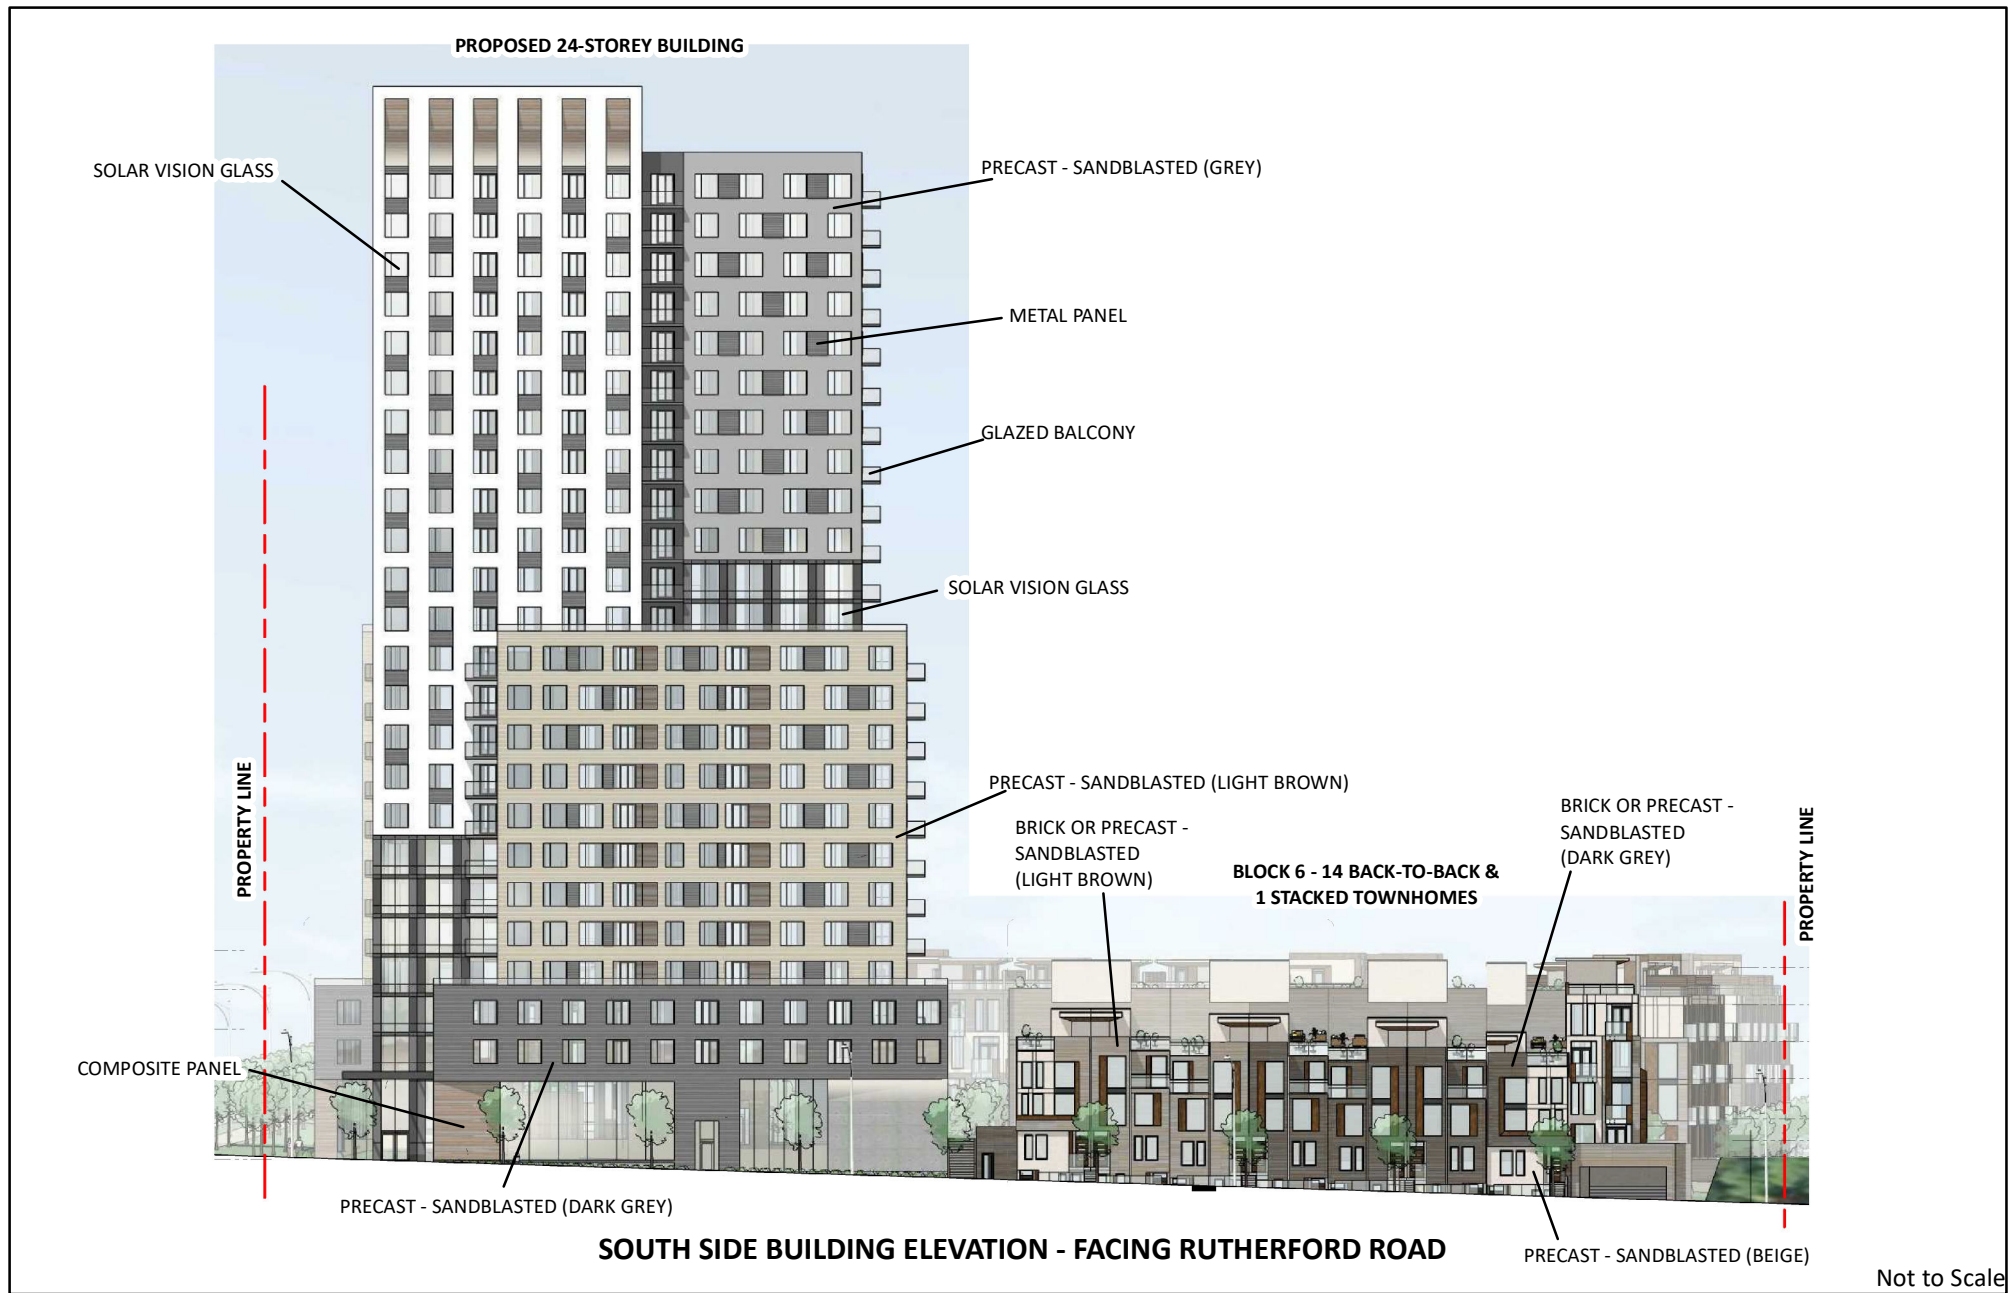 PROPOSED 24-STOREY BUILDING
SOLAR VISION GLASS
PRECAST - SANDBLASTED (GREY)
METAL PANEL
GLAZED BALCONY
SOLAR VISION GLASS
PROPERTY LINE
PRECAST - SANDBLASTED (LIGHT BROWN)
BRICK OR PRECAST -
SANDBLASTED
(LIGHT BROWN)
BLOCK 6 - 14 BACK-TO-BACK &
1 STACKED TOWNHOMES
BRICK OR PRECAST -
SANDBLASTED
(DARK GREY)
PROPERTY LINE
COMPOSITE PANEL
PRECAST - SANDBLASTED (DARK GREY)
SOUTH SIDE BUILDING ELEVATION - FACING RUTHERFORD ROAD
PRECAST - SANDBLASTED (BEIGE)
Not to Scale